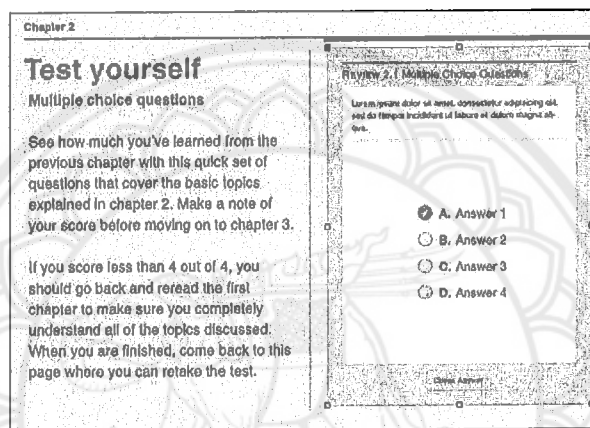 Chapter 2
Test yourself
Multiple choice questions
See how much you've learned from the
previous chapter with this quick set of
questions that cover the basic topics
explained in chapter 2. Make a note of
your score before moving on to chapter 3.
If you score less than 4 out of 4, you
should go back and reread the first
chapter to make sure you completely
understand all of the topics discussed.
When you are finished, come back to this
page where you can retake the test.
Review 2.1 Multiple Choice Questions
Lorem ipsum dolor sit amet, consectetur adipisicing elit,
sed do tempor incididunt ut labore et dolore magna ali-
qua.
A. Answer 1
B. Answer 2
C. Answer 3
D. Answer 4
Check Answer